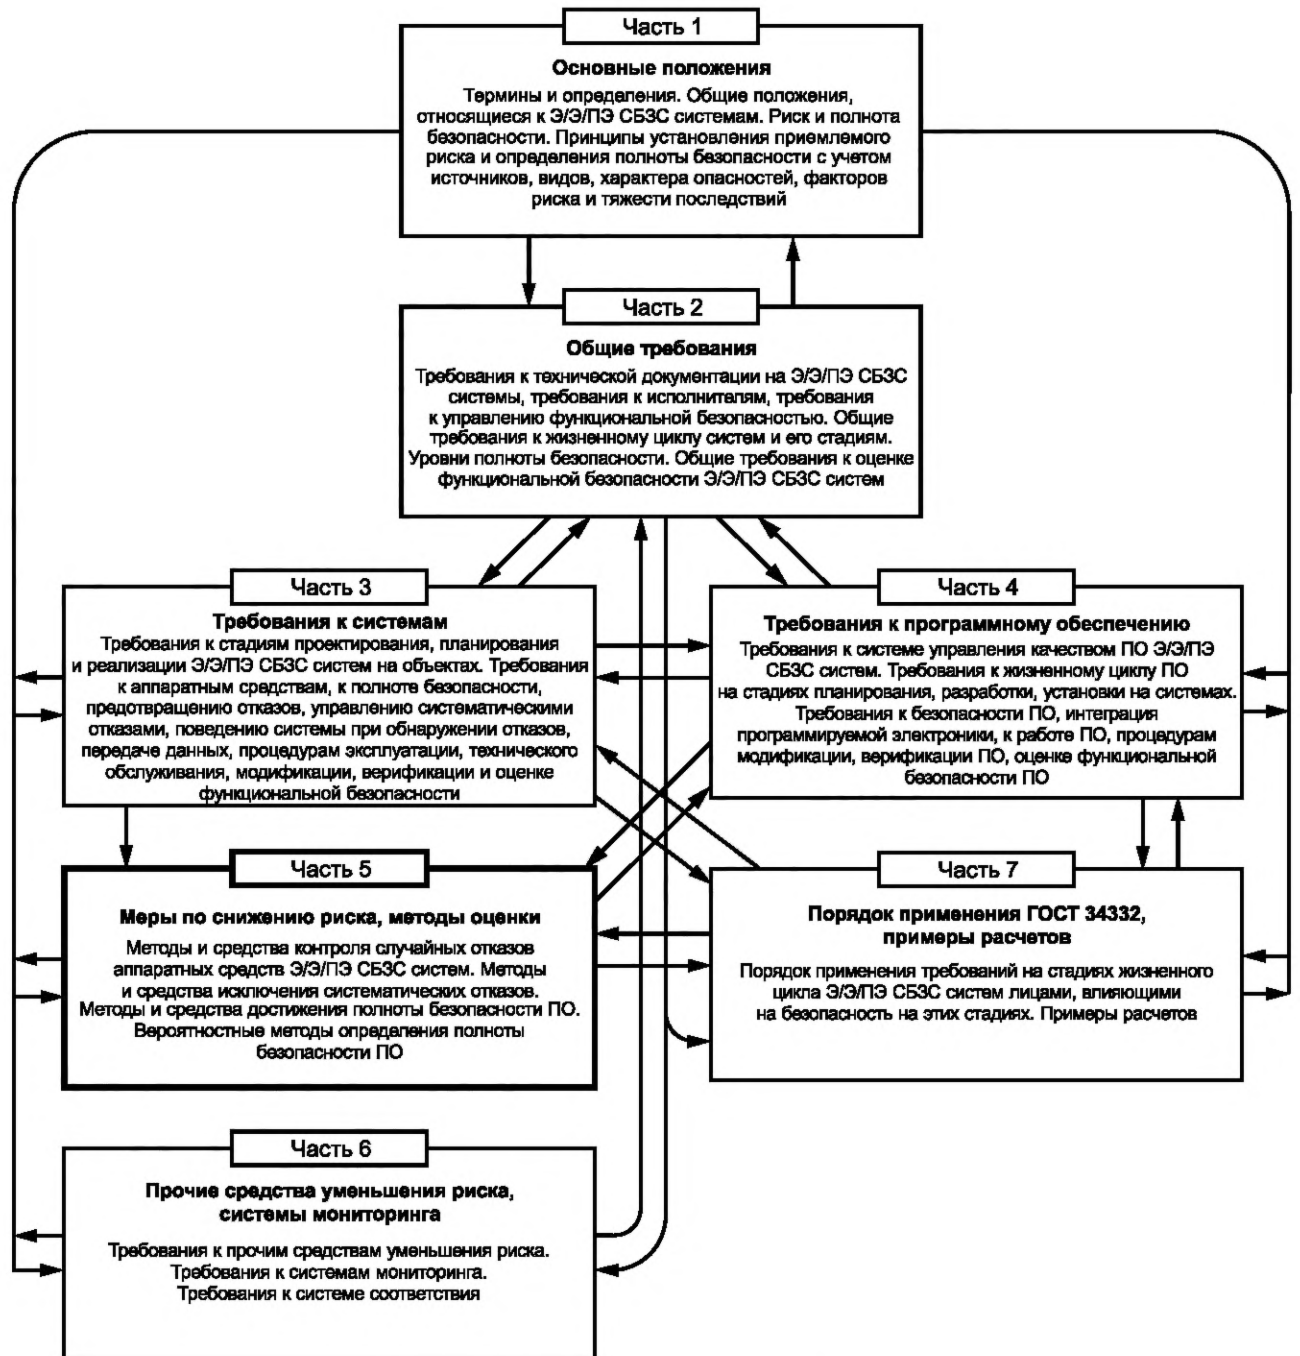 Часть 1
Основные положения
Термины и определения. Общие положения,
относящиеся к Э/Э/ПЭ СБЗС системам. Риск и полнота
безопасности. Принципы установления приемлемого
риска и определения полноты безопасности с учетом
источников, видов, характера опасностей, факторов
риска и тяжести последствий
Часть 2
Общие требования
Требования к технической документации на Э/Э/ПЭ СБЗС
системы, требования к исполнителям, требования
к управлению функциональной безопасностью. Общие
требования к жизненному циклу систем и его стадиям.
Уровни полноты безопасности. Общие требования к оценке
функциональной безопасности Э/Э/ПЭ СБЗС систем
Часть 3
Требования к системам
Требования к стадиям проектирования, планирования
и реализации Э/Э/ПЭ СБЗС систем на объектах. Требования
к аппаратным средствам, к полноте безопасности,
предотвращению отказов, управлению систематическими
отказами, поведению системы при обнаружении отказов,
передаче данных, процедурам эксплуатации, технического
обслуживания, модификации, верификации и оценке
функциональной безопасности
Часть 4
Требования к программному обеспечению
Требования к системе управления качеством ПО Э/Э/ПЭ
СБЗС систем. Требования к жизненному циклу ПО
на стадиях планирования, разработки, установки на системах.
Требования к безопасности ПО, интеграция
программируемой электроники, к работе ПО, процедурам
модификации, верификации ПО, оценке функциональной
безопасности ПО
Часть 5
Меры по снижению риска, методы оценки
Методы и средства контроля случайных отказов
аппаратных средств Э/Э/ПЭ СБЗС систем. Методы
и средства исключения систематических отказов.
Методы и средства достижения полноты безопасности ПО.
Вероятностные методы определения полноты
безопасности ПО
Часть 7
Порядок применения ГОСТ 34332,
примеры расчетов
Порядок применения требований на стадиях жизненного
цикла Э/Э/ПЭ СБЗС систем лицами, влияющими
на безопасность на этих стадиях. Примеры расчетов
Часть 6
Прочие средства уменьшения риска,
системы мониторинга
Требования к прочим средствам уменьшения риска.
Требования к системам мониторинга.
Требования к системе соответствия